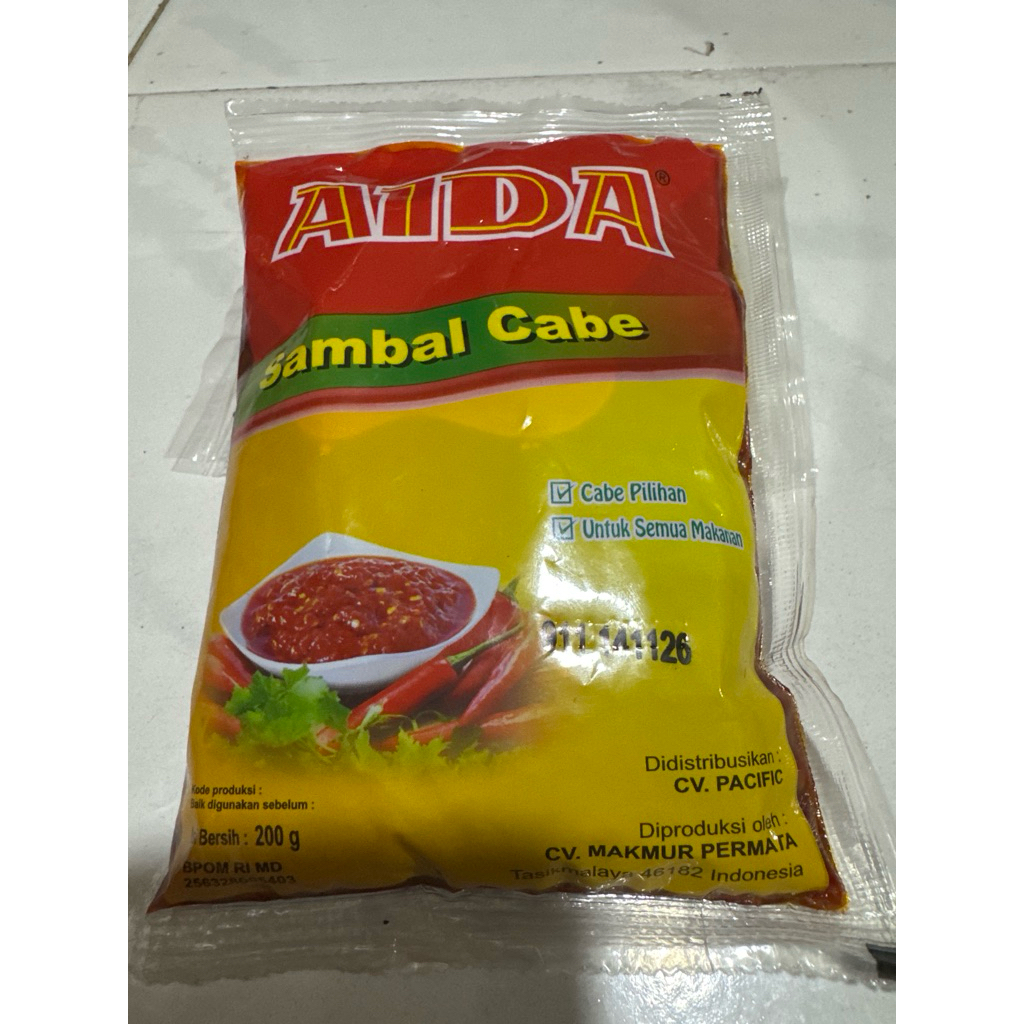 AIDA®
Sambal Cabe
Cabe Pilihan
Untuk Semua Makanan
911 141126
Didistribusikan :
CV. PACIFIC
Kode produksi :
Baik digunakan sebelum :
Bersih : 200 g
Diproduksi oleh :
CV. MAKMUR PERMATA
Tasikmalaya 46182 Indonesia
BPOM RI MD